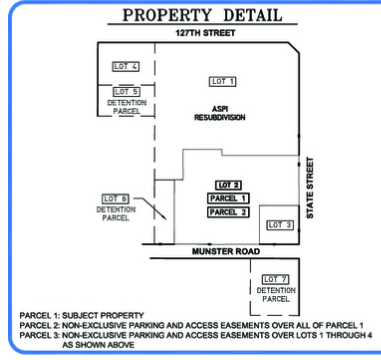 PROPERTY DETAIL
127TH STREET
LOT 4
LOT 1
LOT 5
DETENTION
PARCEL
ASPI
RESUBDIVISION
LOT 2
PARCEL 1
PARCEL 2
LOT 6
DETENTION
PARCEL
LOT 3
STATE STREET
MUNSTER ROAD
LOT 7
DETENTION
PARCEL
PARCEL 1: SUBJECT PROPERTY
PARCEL 2: NON-EXCLUSIVE PARKING AND ACCESS EASEMENTS OVER ALL OF PARCEL 1
PARCEL 3: NON-EXCLUSIVE PARKING AND ACCESS EASEMENTS OVER LOTS 1 THROUGH 4
AS SHOWN ABOVE